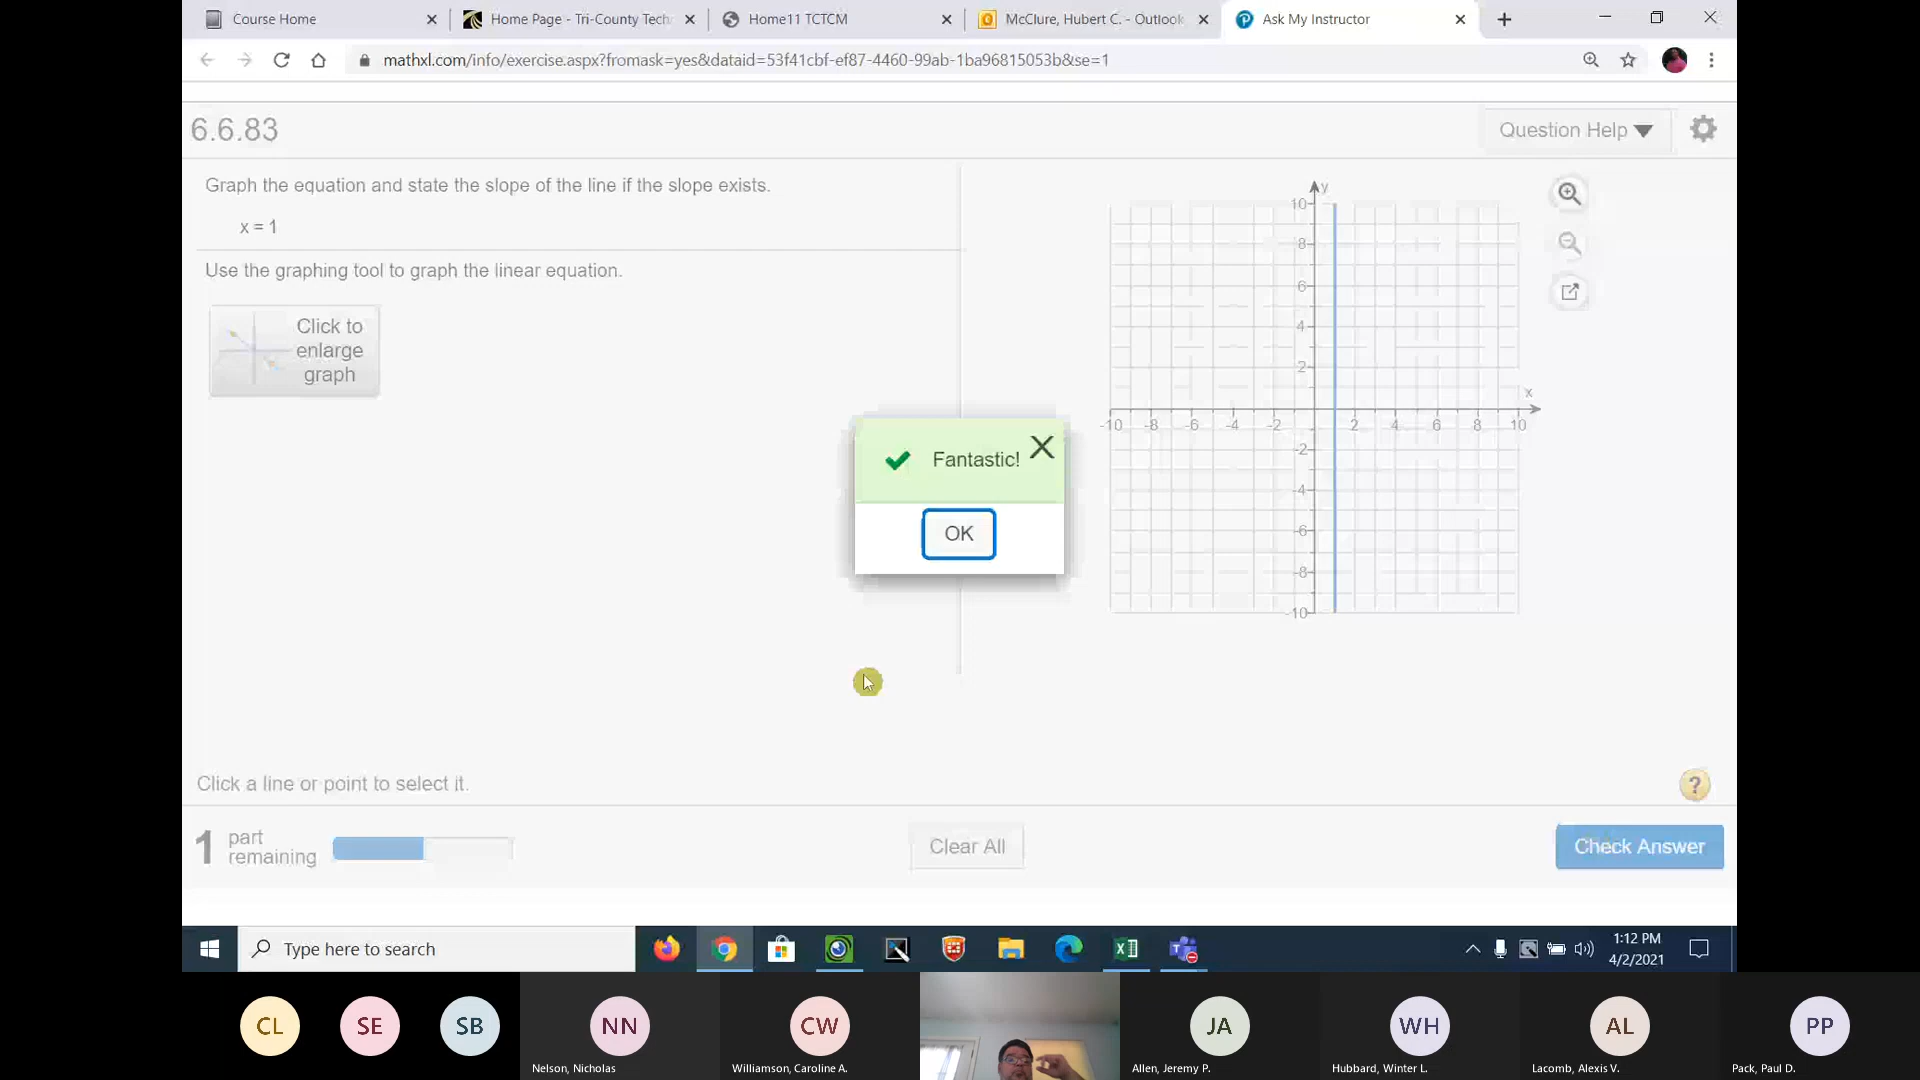 Course Home
Home Page - Tri-County Tech
Home11 TCTCM
McClure, Hubert C. - Outlook
Ask My Instructor
mathxl.com/info/exercise.aspx?fromask=yes&dataid=53f41cbf-ef87-4460-99ab-1ba96815053b&se=1
6.6.83
Question Help
Graph the equation and state the slope of the line if the slope exists.
x = 1
Use the graphing tool to graph the linear equation.
Click to
enlarge
graph
y
10
8
6
4
2
x
-10 -8 -6 -4 -2 2 4 6 8 10
-2
-4
-6
-8
-10
Fantastic!
OK
Click a line or point to select it.
?
1 part
remaining
Clear All
Check Answer
Type here to search
1:12 PM
4/2/2021
CL
SE
SB
NN
CW
JA
WH
AL
PP
Nelson, Nicholas
Williamson, Caroline A.
Allen, Jeremy P.
Hubbard, Winter L.
Lacomb, Alexis V.
Pack, Paul D.